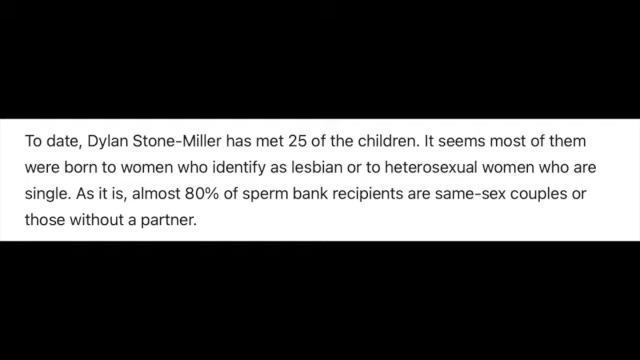 To date, Dylan Stone-Miller has met 25 of the children. It seems most of them
were born to women who identify as lesbian or to heterosexual women who are
single. As it is, almost 80% of sperm bank recipients are same-sex couples or
those without a partner.